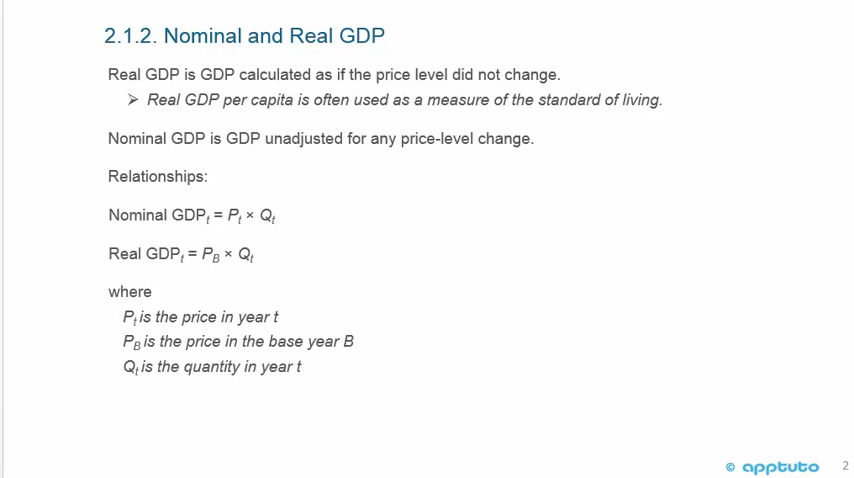 2.1.2. Nominal and Real GDP
Real GDP is GDP calculated as if the price level did not change.
➢ Real GDP per capita is often used as a measure of the standard of living.
Nominal GDP is GDP unadjusted for any price-level change.
Relationships:
Nominal GDPₜ = Pₜ × Qₜ
Real GDPₜ = P_B × Qₜ
where
Pₜ is the price in year t
P_B is the price in the base year B
Qₜ is the quantity in year t
© apptuto 2